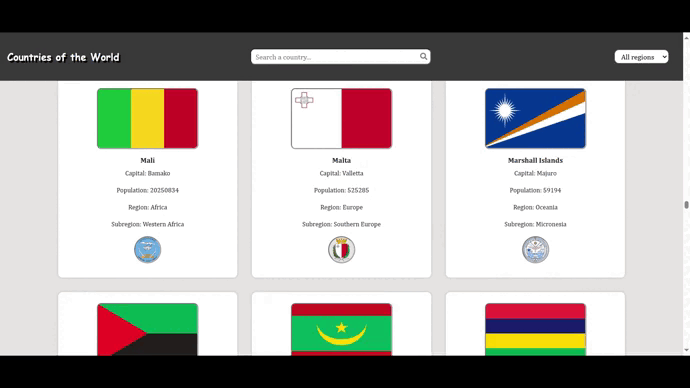 Countries of the World
Search a country...
All regions
Mali
Capital: Bamako
Population: 20250834
Region: Africa
Subregion: Western Africa
Malta
Capital: Valletta
Population: 525285
Region: Europe
Subregion: Southern Europe
Marshall Islands
Capital: Majuro
Population: 59194
Region: Oceania
Subregion: Micronesia